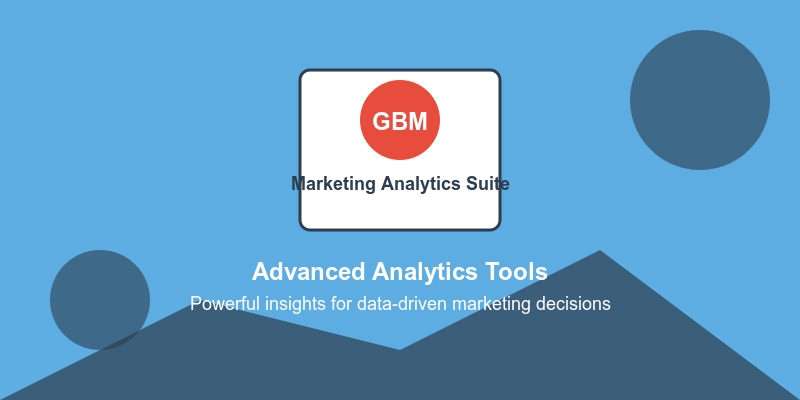 GBM
Marketing Analytics Suite
Advanced Analytics Tools
Powerful insights for data-driven marketing decisions